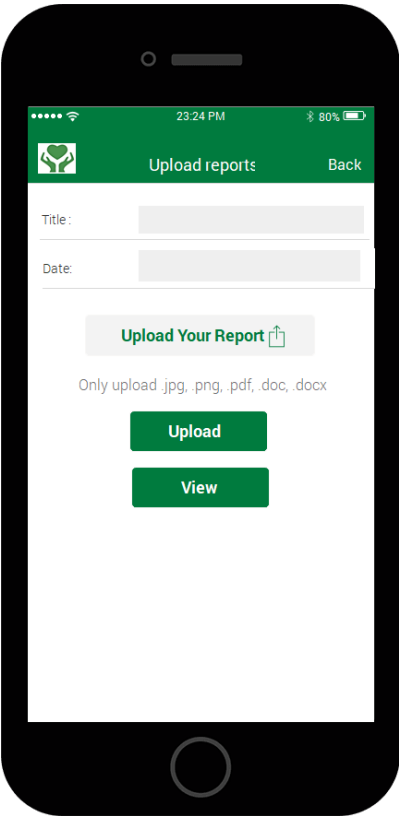 23:24 PM 80%
Upload reports Back
Title :
Date:
Upload Your Report
Only upload .jpg, .png, .pdf, .doc, .docx
Upload
View